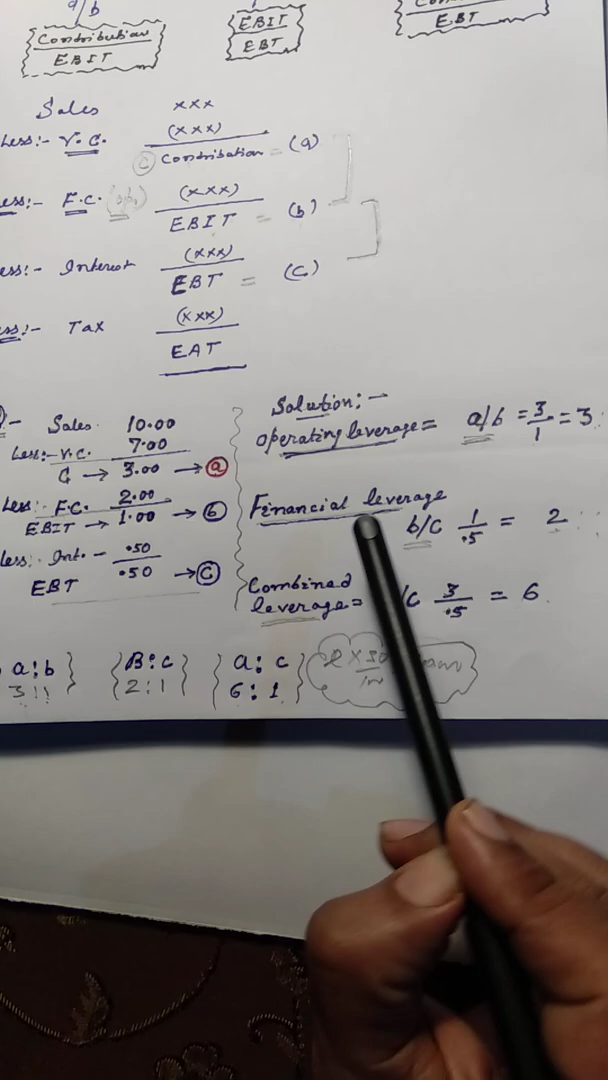 a/b
Contribution
EBIT
EBIT
EBT
EBT
Sales xxx
Less:- V.C. (xxx)
C Contribution = (a)
Less:- F.C. (xxx)
EBIT = (b)
Less:- Interest (xxx)
EBT = (C)
Less:- Tax (xxx)
EAT
Sales. 10.00
Less:- V.C. 7.00
C → 3.00 → a
Less:- F.C. 2.00
EBIT → 1.00 → b
Less:- Int. - .50
EBT .50 → C
Solution:-
Operating leverage = a/b = 3/1 = 3
Financial leverage
b/c 1/.5 = 2
Combined
leverage = /c 3/.5 = 6
a:b B:c a:c
3:1 2:1 6:1